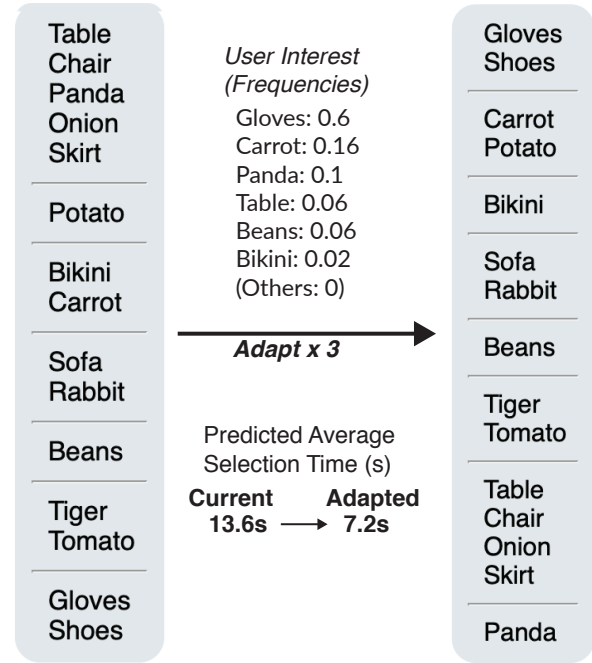 Table
Chair
Panda
Onion
Skirt
Potato
Bikini
Carrot
Sofa
Rabbit
Beans
Tiger
Tomato
Gloves
Shoes
User Interest
(Frequencies)
Gloves: 0.6
Carrot: 0.16
Panda: 0.1
Table: 0.06
Beans: 0.06
Bikini: 0.02
(Others: 0)
Adapt x 3
Predicted Average
Selection Time (s)
Current Adapted
13.6s 7.2s
Gloves
Shoes
Carrot
Potato
Bikini
Sofa
Rabbit
Beans
Tiger
Tomato
Table
Chair
Onion
Skirt
Panda